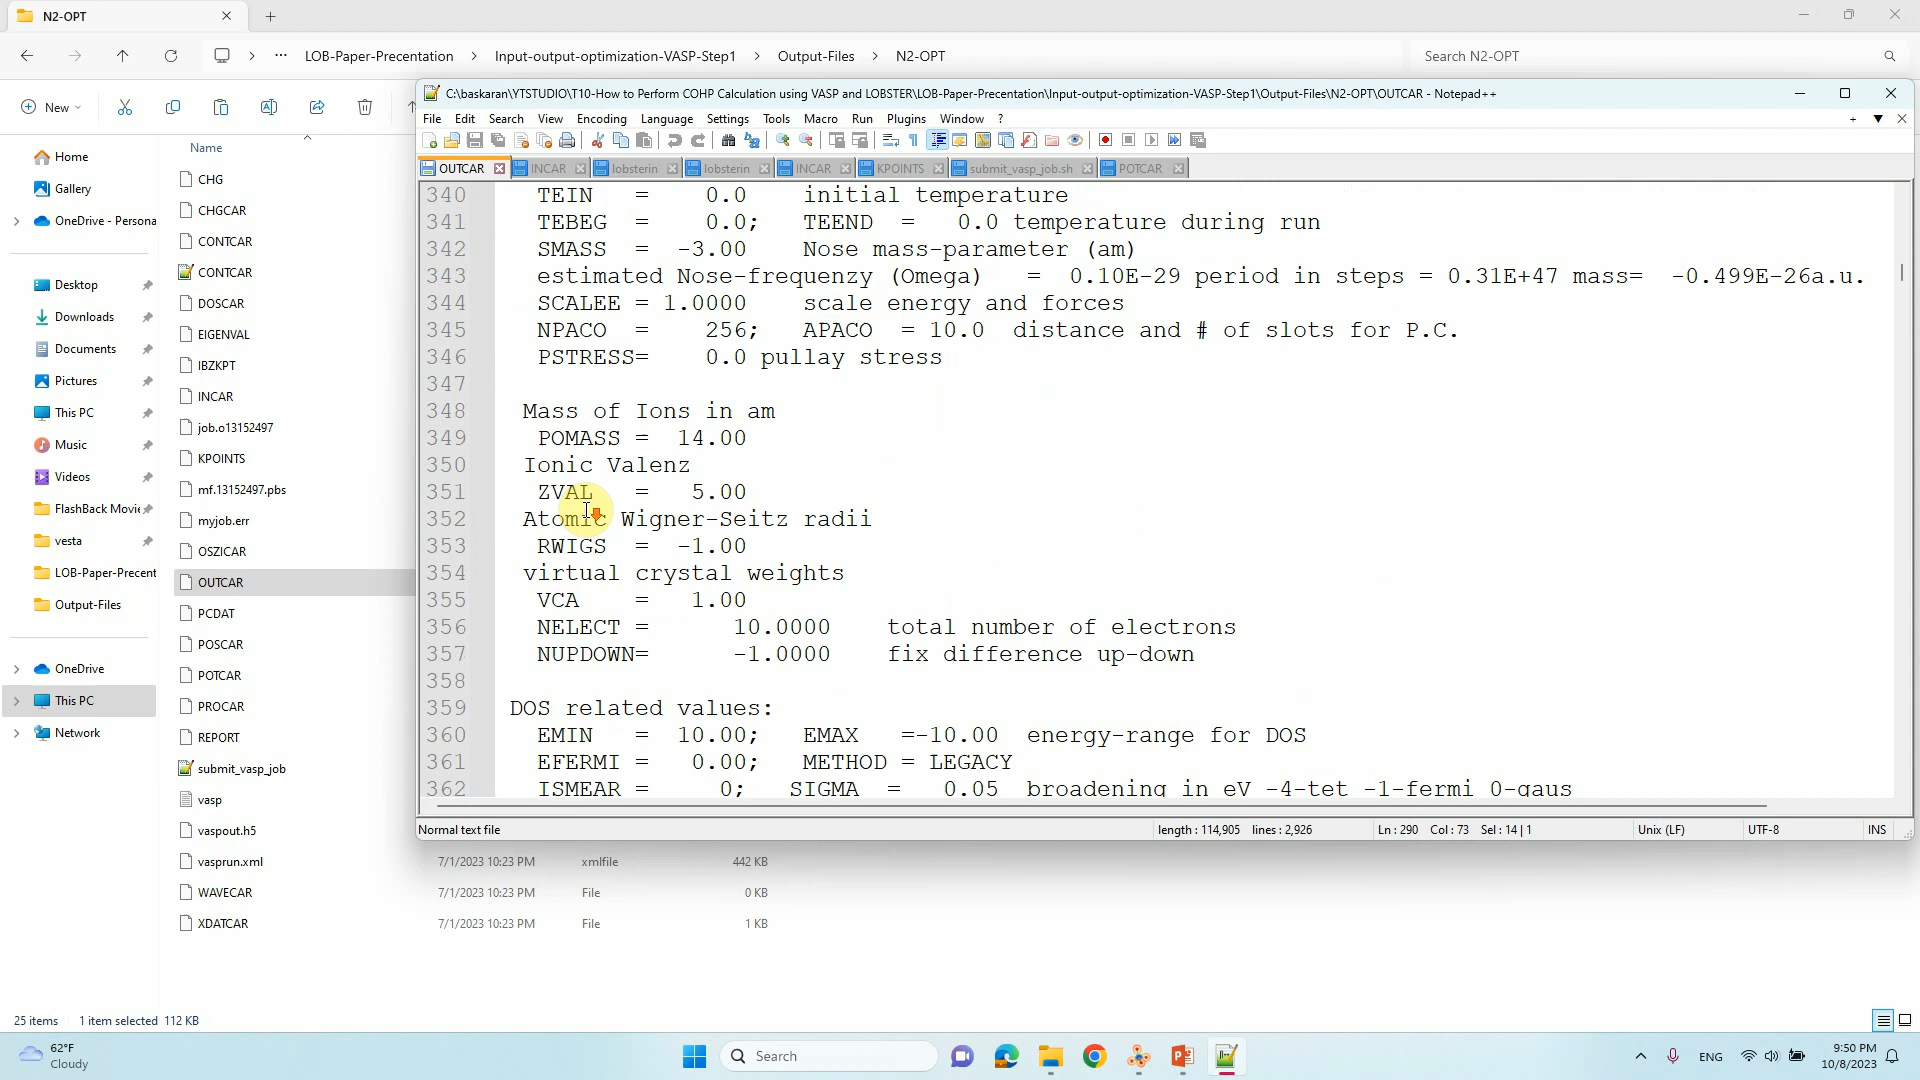 N2-OPT
LOB-Paper-Precentation > Input-output-optimization-VASP-Step1 > Output-Files > N2-OPT
Search N2-OPT
New
C:\baskaran\YTSTUDIO\T10-How to Perform COHP Calculation using VASP and LOBSTER\LOB-Paper-Precentation\Input-output-optimization-VASP-Step1\Output-Files\N2-OPT\OUTCAR - Notepad++
File Edit Search View Encoding Language Settings Tools Macro Run Plugins Window ?
OUTCAR INCAR lobsterin lobsterin INCAR KPOINTS submit_vasp_job.sh POTCAR
Home
Gallery
OneDrive - Persona
Desktop
Downloads
Documents
Pictures
This PC
Music
Videos
FlashBack Movie
vesta
LOB-Paper-Precent
Output-Files
OneDrive
This PC
Network
Name
CHG
CHGCAR
CONTCAR
CONTCAR
DOSCAR
EIGENVAL
IBZKPT
INCAR
job.o13152497
KPOINTS
mf.13152497.pbs
myjob.err
OSZICAR
OUTCAR
PCDAT
POSCAR
POTCAR
PROCAR
REPORT
submit_vasp_job
vasp
vaspout.h5
vasprun.xml 7/1/2023 10:23 PM xmlfile 442 KB
WAVECAR 7/1/2023 10:23 PM File 0 KB
XDATCAR 7/1/2023 10:23 PM File 1 KB
340 TEIN = 0.0 initial temperature
341 TEBEG = 0.0; TEEND = 0.0 temperature during run
342 SMASS = -3.00 Nose mass-parameter (am)
343 estimated Nose-frequenzy (Omega) = 0.10E-29 period in steps = 0.31E+47 mass= -0.499E-26a.u.
344 SCALEE = 1.0000 scale energy and forces
345 NPACO = 256; APACO = 10.0 distance and # of slots for P.C.
346 PSTRESS= 0.0 pullay stress
347
348 Mass of Ions in am
349 POMASS = 14.00
350 Ionic Valenz
351 ZVAL = 5.00
352 Atomic Wigner-Seitz radii
353 RWIGS = -1.00
354 virtual crystal weights
355 VCA = 1.00
356 NELECT = 10.0000 total number of electrons
357 NUPDOWN= -1.0000 fix difference up-down
358
359 DOS related values:
360 EMIN = 10.00; EMAX =-10.00 energy-range for DOS
361 EFERMI = 0.00; METHOD = LEGACY
362 ISMEAR = 0; SIGMA = 0.05 broadening in eV -4-tet -1-fermi 0-gaus
Normal text file length : 114,905 lines : 2,926 Ln : 290 Col : 73 Sel : 14 | 1 Unix (LF) UTF-8 INS
25 items 1 item selected 112 KB
62°F
Cloudy
Search
ENG
9:50 PM
10/8/2023